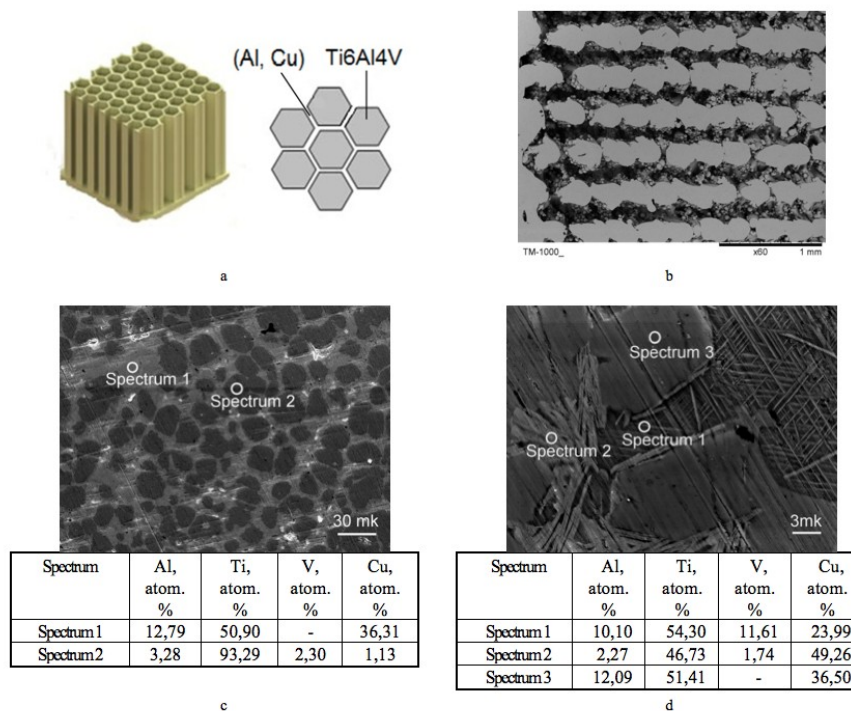 (Al, Cu) Ti6Al4V
a
TM-1000_ x60 1 mm
b
Spectrum 1
Spectrum 2
30 mk
Spectrum 3
Spectrum 1
Spectrum 2
3mk
Spectrum Al, atom. % Ti, atom. % V, atom. % Cu, atom. %
Spectrum 1 12,79 50,90 - 36,31
Spectrum 2 3,28 93,29 2,30 1,13
c
Spectrum Al, atom. % Ti, atom. % V, atom. % Cu, atom. %
Spectrum 1 10,10 54,30 11,61 23,99
Spectrum 2 2,27 46,73 1,74 49,26
Spectrum 3 12,09 51,41 - 36,50
d